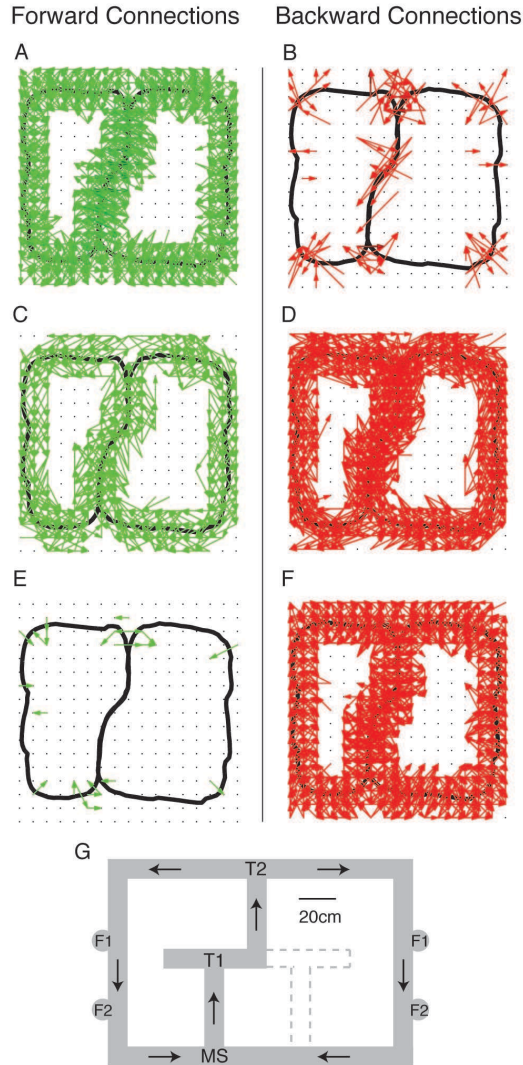 Forward Connections
Backward Connections
A
B
C
D
E
F
G
T2
20cm
F1
F1
T1
F2
F2
MS